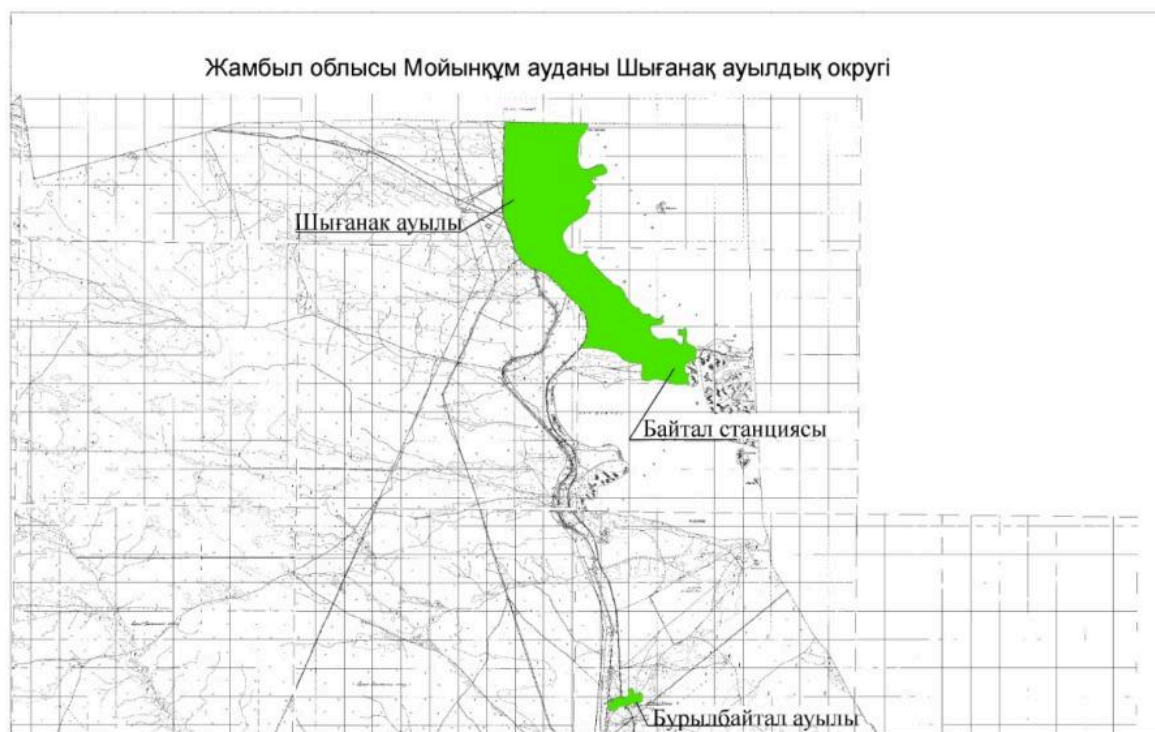 Жамбыл облысы Мойынқұм ауданы Шығанақ ауылдық округі
Шығанак ауылы
Байтал станциясы
Бурылбайтал ауылы